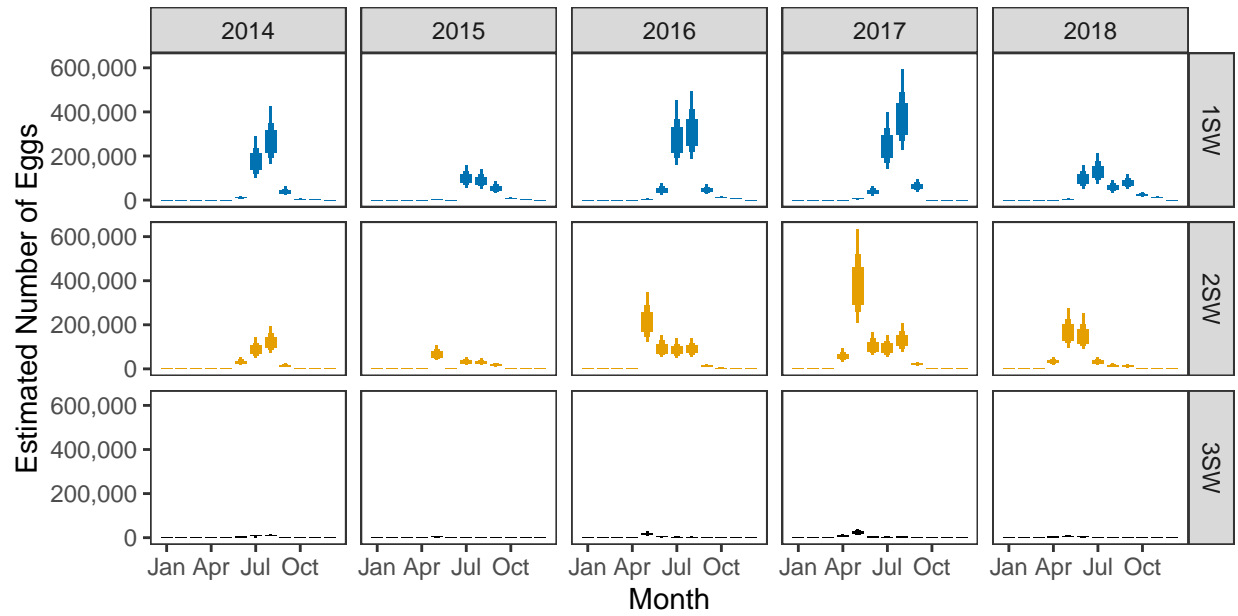 2014 2015 2016 2017 2018
Estimated Number of Eggs
600,000
400,000
200,000
0
1SW
600,000
400,000
200,000
0
2SW
600,000
400,000
200,000
0
3SW
Jan Apr Jul Oct Jan Apr Jul Oct Jan Apr Jul Oct Jan Apr Jul Oct Jan Apr Jul Oct
Month